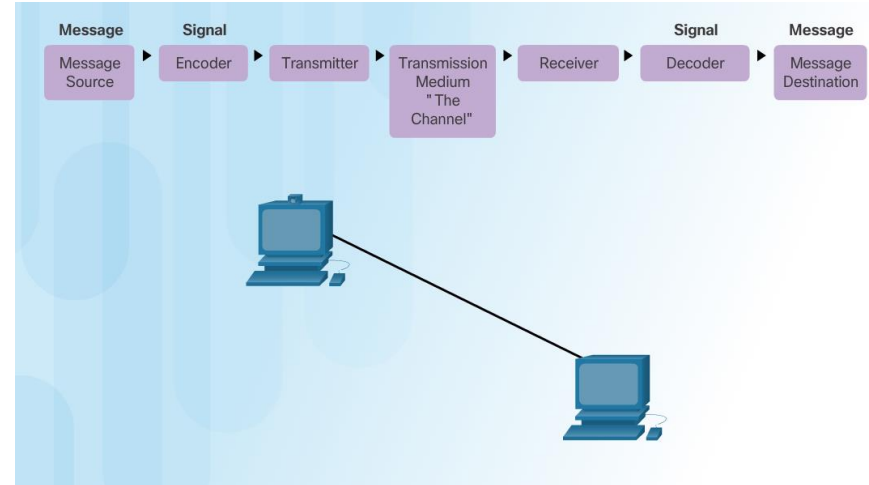 Message Signal Signal Message
Message Source
Encoder
Transmitter
Transmission
Medium
" The
Channel"
Receiver
Decoder
Message
Destination